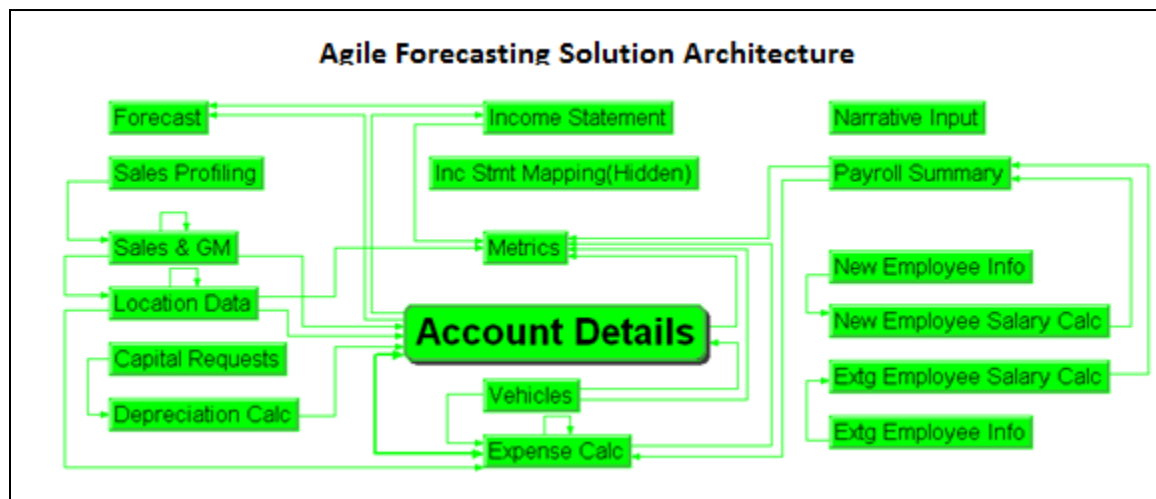 Agile Forecasting Solution Architecture
Forecast
Income Statement
Narrative Input
Sales Profiling
Inc Stmt Mapping(Hidden)
Payroll Summary
Sales & GM
Metrics
New Employee Info
Location Data
Account Details
New Employee Salary Calc
Capital Requests
Vehicles
Extg Employee Salary Calc
Depreciation Calc
Expense Calc
Extg Employee Info